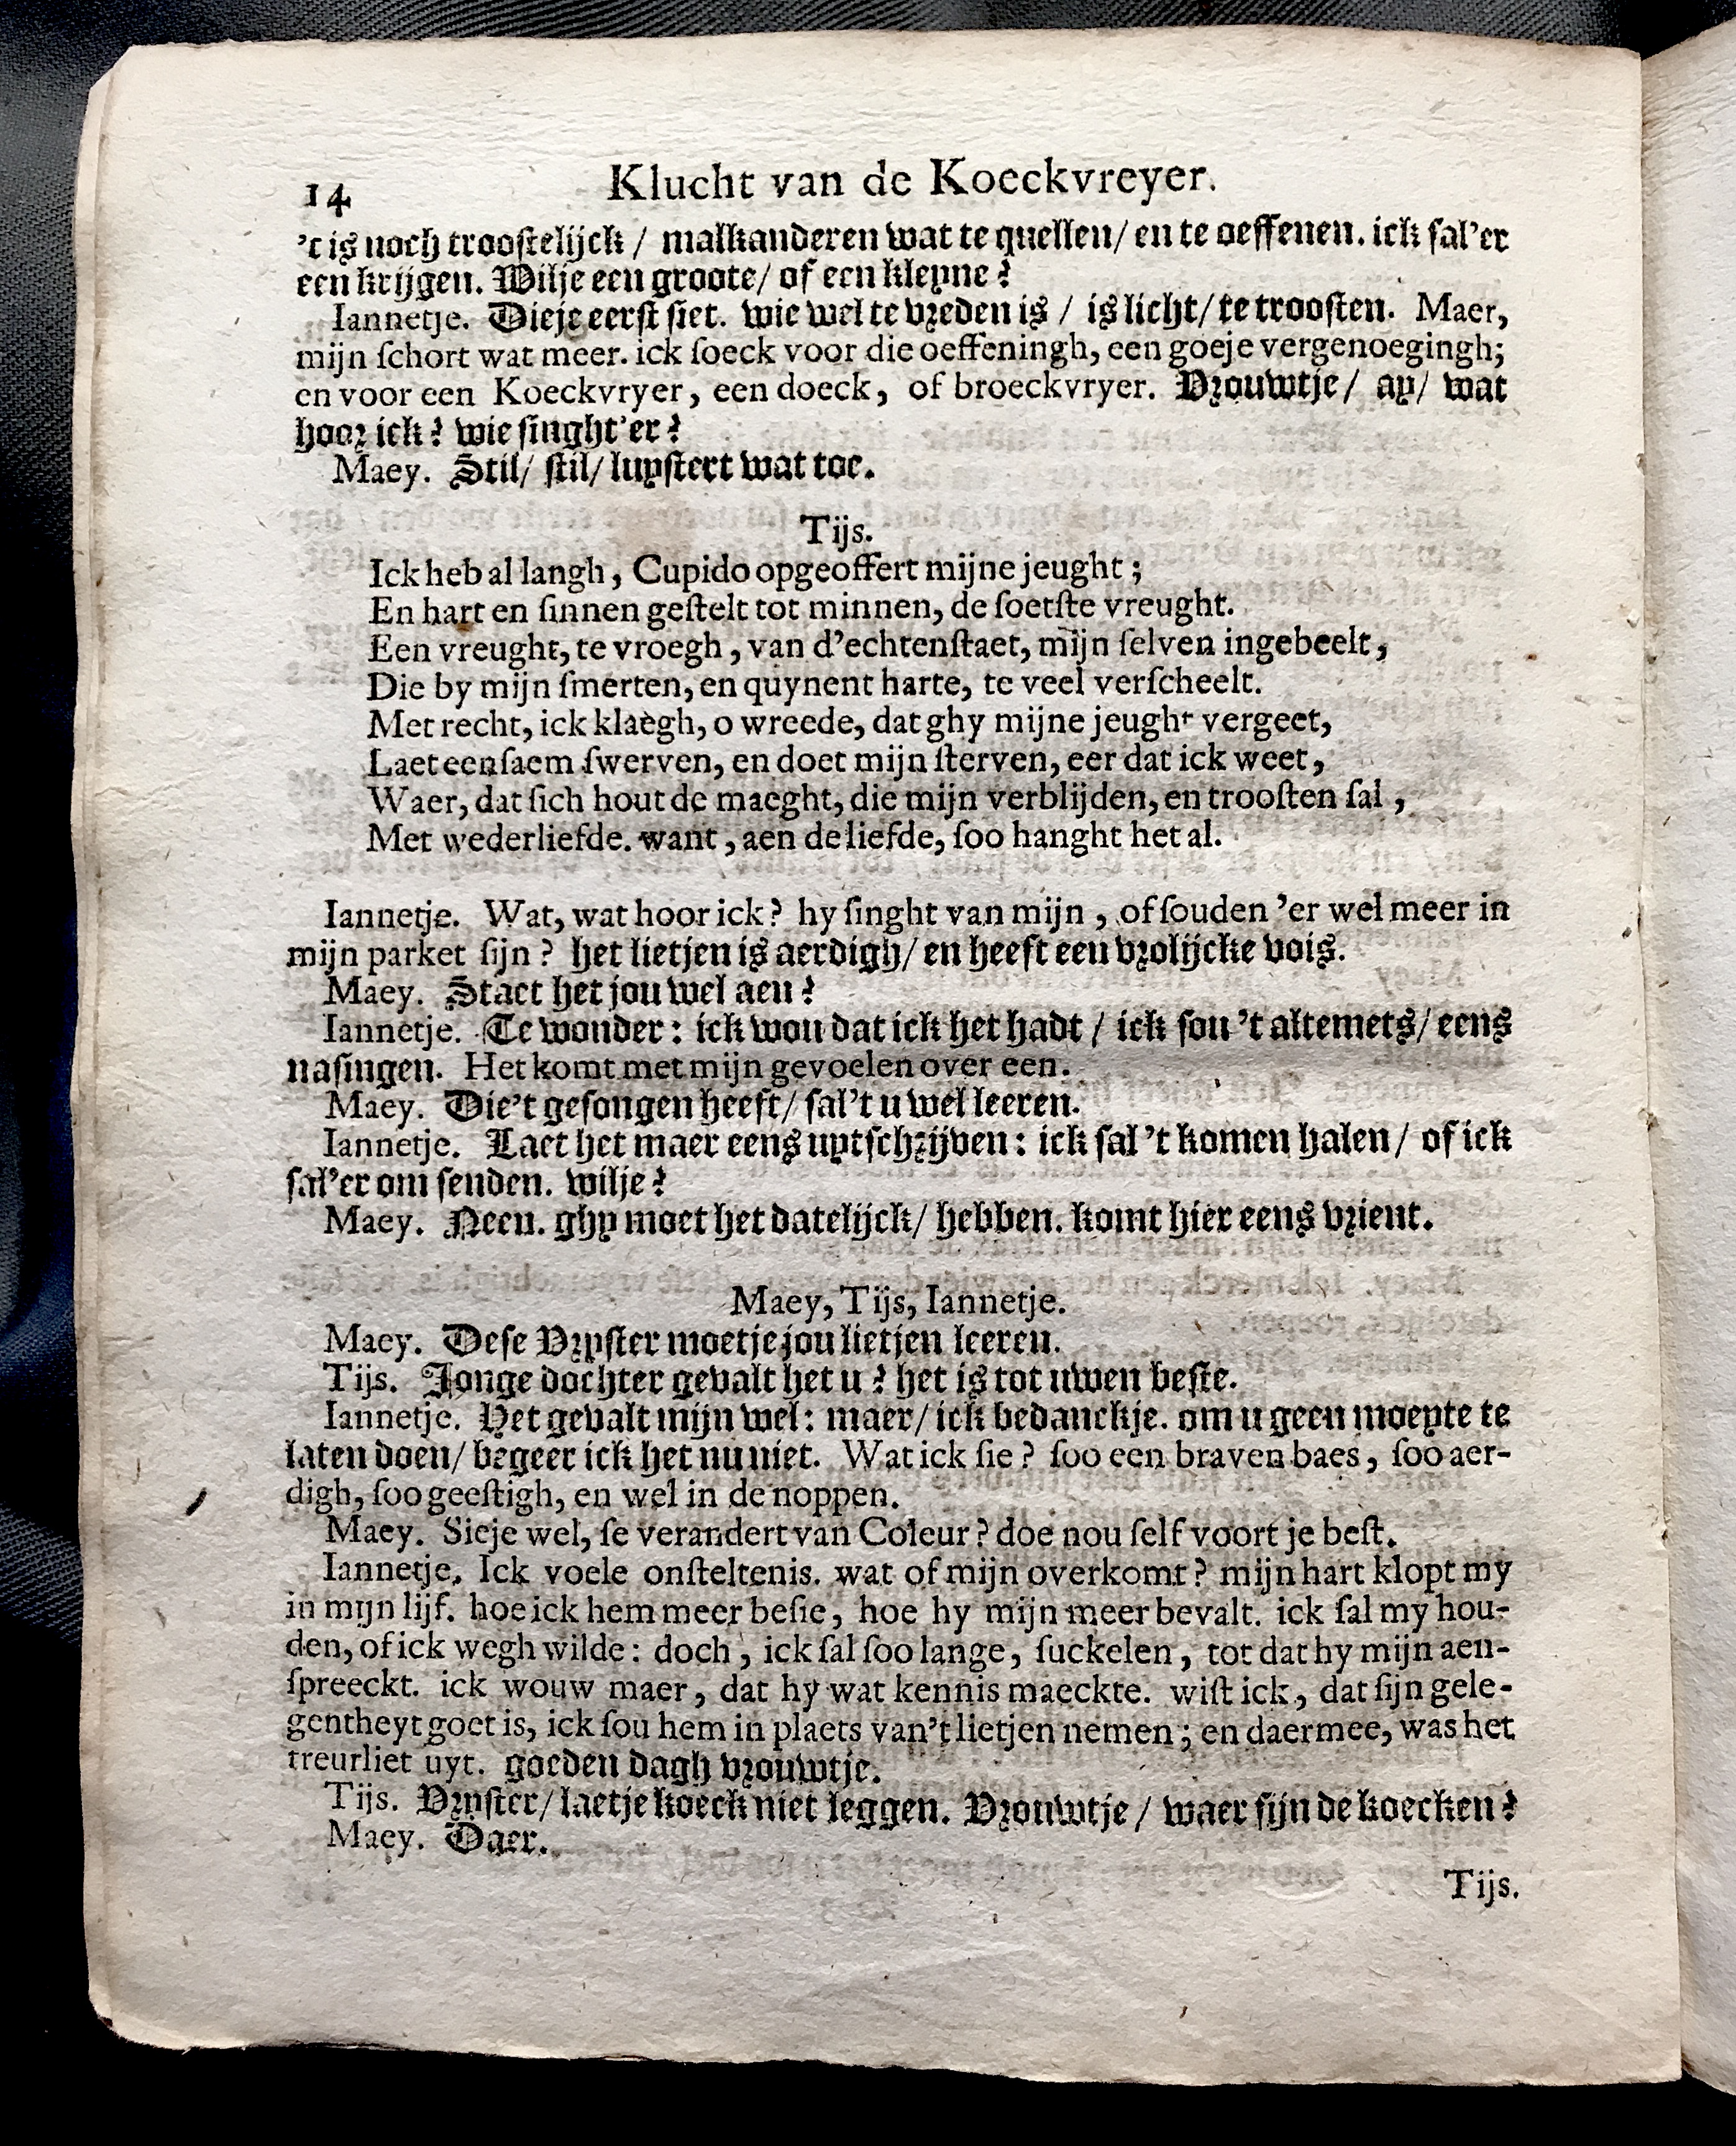 14 Klucht van de Koeckvreyer.
't is noch troostelijck / malkanderen wat te quellen / en te oeffenen. ick sal'er
een krijgen. Wilje een groote / of een kleyne?
Iannetje. Dieje eerst siet. wie wel te vreden is / is licht / te troosten. Maer,
mijn ſchort wat meer. ick ſoeck voor die oeffeningh, een goeje vergenoegingh;
en voor een Koeckvryer, een doeck, of broeckvryer. Vrouwtje / ay / wat
hoor ick? wie singht'er?
Maey. Stil / stil / luystert wat toe.
Tijs.
Ick heb al langh, Cupido opgeoffert mijne jeught;
En hart en ſinnen geſtelt tot minnen, de ſoetſte vreught.
Een vreught, te vroegh, van d'echtenſtaet, mijn ſelven ingebeelt,
Die by mijn ſmerten, en quynent harte, te veel verſcheelt.
Met recht, ick klaegh, o wreede, dat ghy mijne jeught vergeet,
Laet eenſaem ſwerven, en doet mijn ſterven, eer dat ick weet,
Waer, dat ſich hout de maeght, die mijn verblijden, en trooſten ſal,
Met wederliefde. want, aen de liefde, ſoo hanght het al.
Iannetje. Wat, wat hoor ick? hy ſinght van mijn, of ſouden 'er wel meer in
mijn parket ſijn? het lietjen is aerdigh / en heeft een vrolijcke vois.
Maey. Staet het jou wel aen?
Iannetje. Te wonder: ick wou dat ick het hadt / ick sou 't altemets / eens
nasingen. Het komt met mijn gevoelen over een.
Maey. Die't gesongen heeft / sal't u wel leeren.
Iannetje. Laet het maer eens uytschrijven: ick sal 't komen halen / of ick
sal'er om senden. wilje?
Maey. Neen. ghy moet het datelijck / hebben. komt hier eens vrient.
Maey, Tijs, Iannetje.
Maey. Dese Vryster moetje jou lietjen leeren.
Tijs. Jonge dochter gevalt het u? het is tot uwen beste.
Iannetje. Het gevalt mijn wel: maer / ick bedanckje. om u geen moeyte te
laten doen / begeer ick het nu niet. Wat ick ſie? ſoo een braven baes, ſoo aer-
digh, ſoo geeſtigh, en wel in de noppen.
Maey. Sieje wel, ſe verandert van Coleur? doe nou ſelf voort je beſt.
Iannetje. Ick voele onſteltenis. wat of mijn overkomt? mijn hart klopt my
in mijn lijf. hoe ick hem meer beſie, hoe hy mijn meer bevalt. ick ſal my hou-
den, of ick wegh wilde: doch, ick ſal ſoo lange, ſuckelen, tot dat hy mijn aen-
ſpreeckt. ick wouw maer, dat hy wat kennis maeckte. wiſt ick, dat ſijn gele-
gentheyt goet is, ick ſou hem in plaets van't lietjen nemen; en daermee, was het
treurliet uyt. goeden dagh vrouwtje.
Tijs. Vryster / laetje koeck niet leggen. Vrouwtje / waer sijn de koecken?
Maey. Daer.
Tijs.